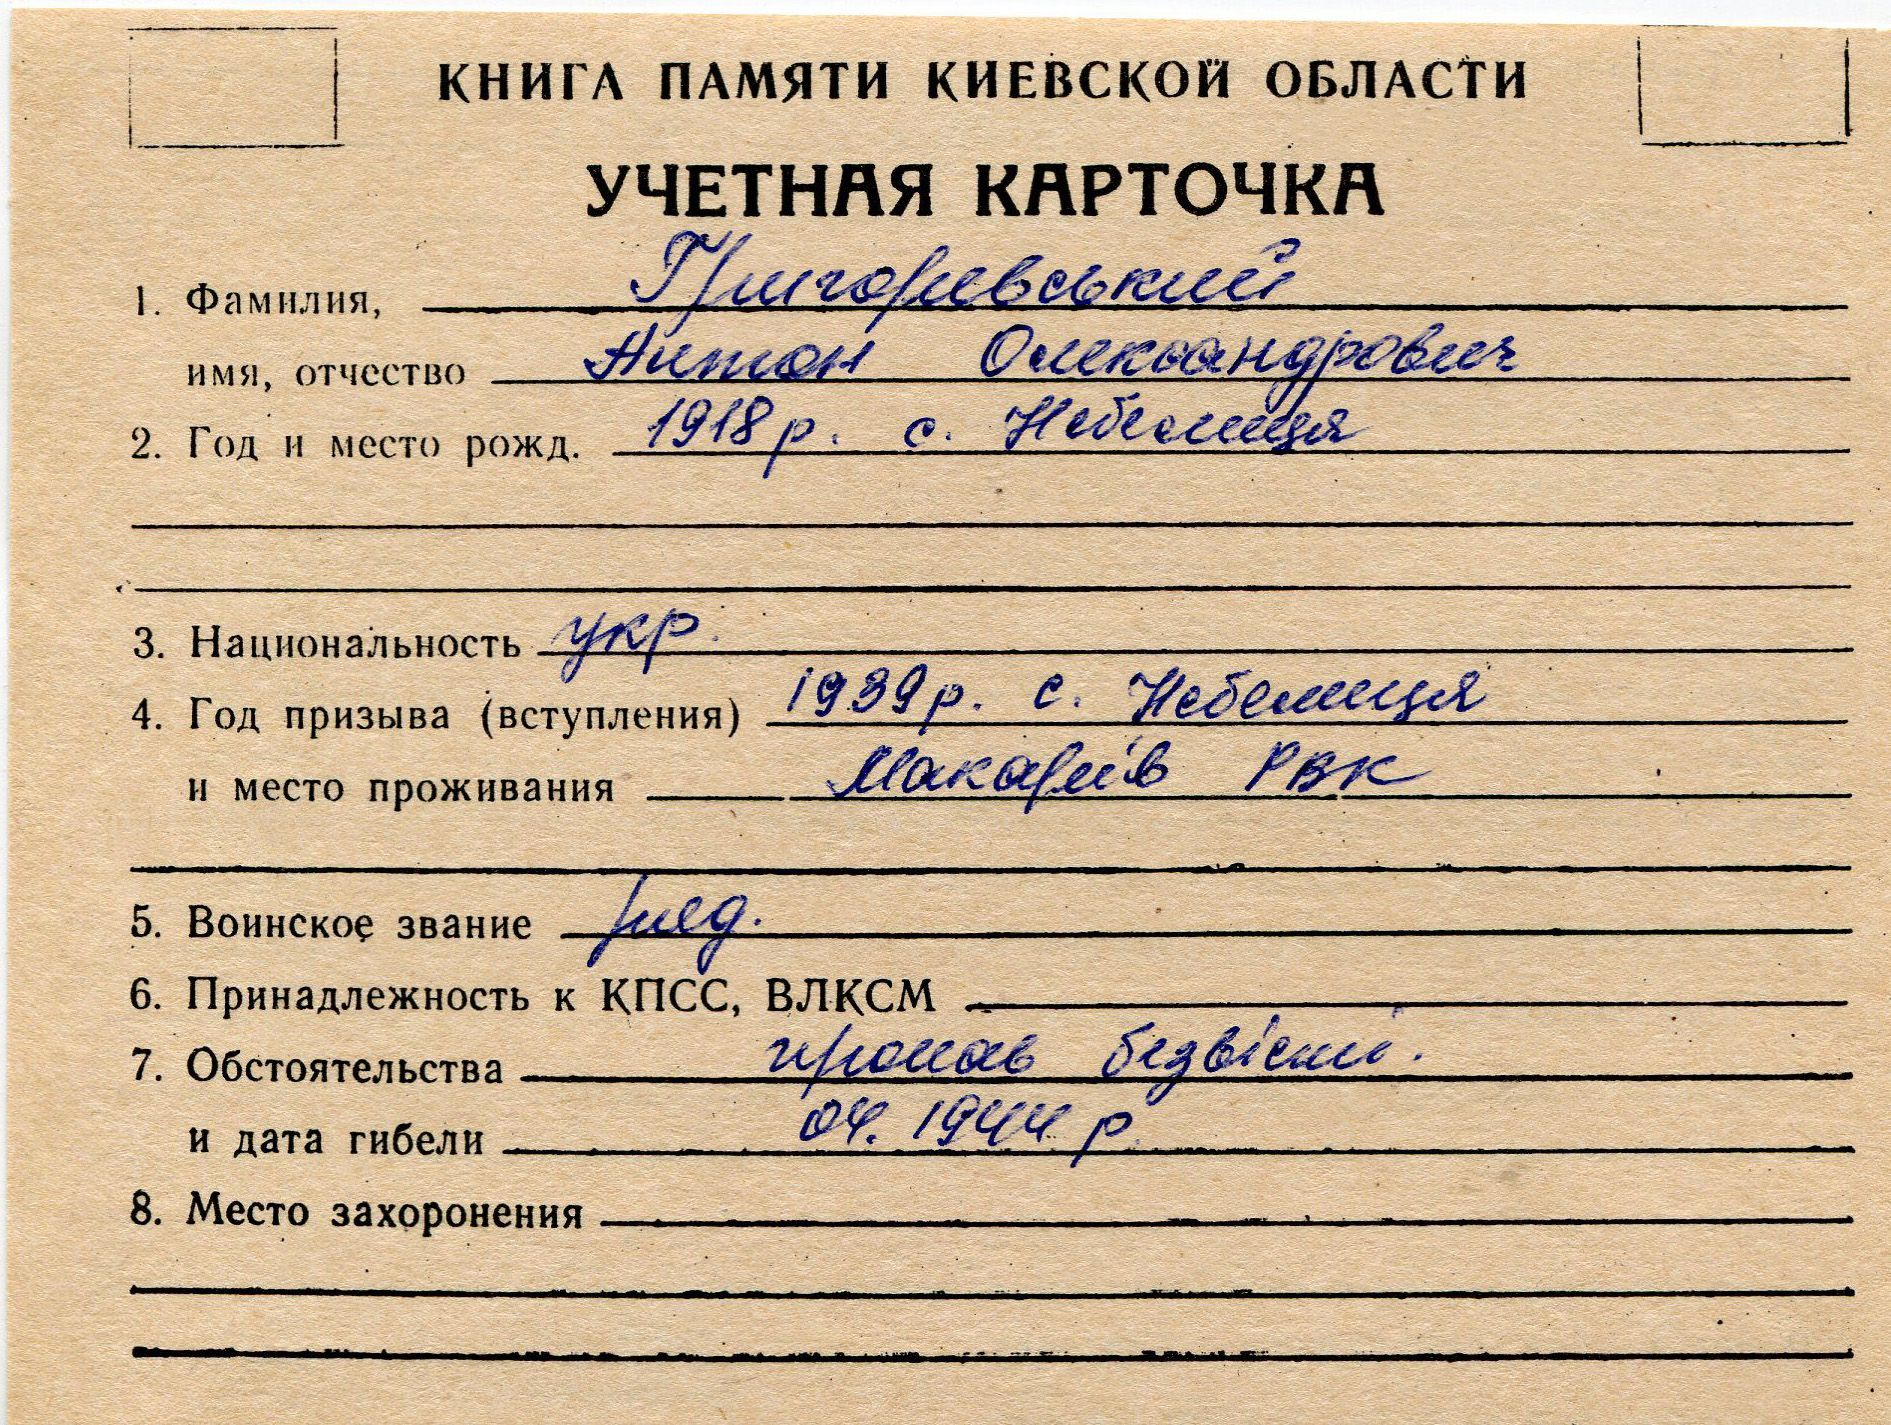 КНИГА ПАМЯТИ КИЕВСКОЙ ОБЛАСТИ
УЧЕТНАЯ КАРТОЧКА
1. Фамилия, Григоревський
имя, отчество Антон Олександрович
2. Год и место рожд. 1918 р. с. Небелиця
3. Национальность укр.
4. Год призыва (вступления) 1939 р. с. Небелиця
и место проживания Макарів РВК
5. Воинское звание ряд.
6. Принадлежность к КПСС, ВЛКСМ
7. Обстоятельства пропав безвісті.
и дата гибели 04. 1944 р.
8. Место захоронения